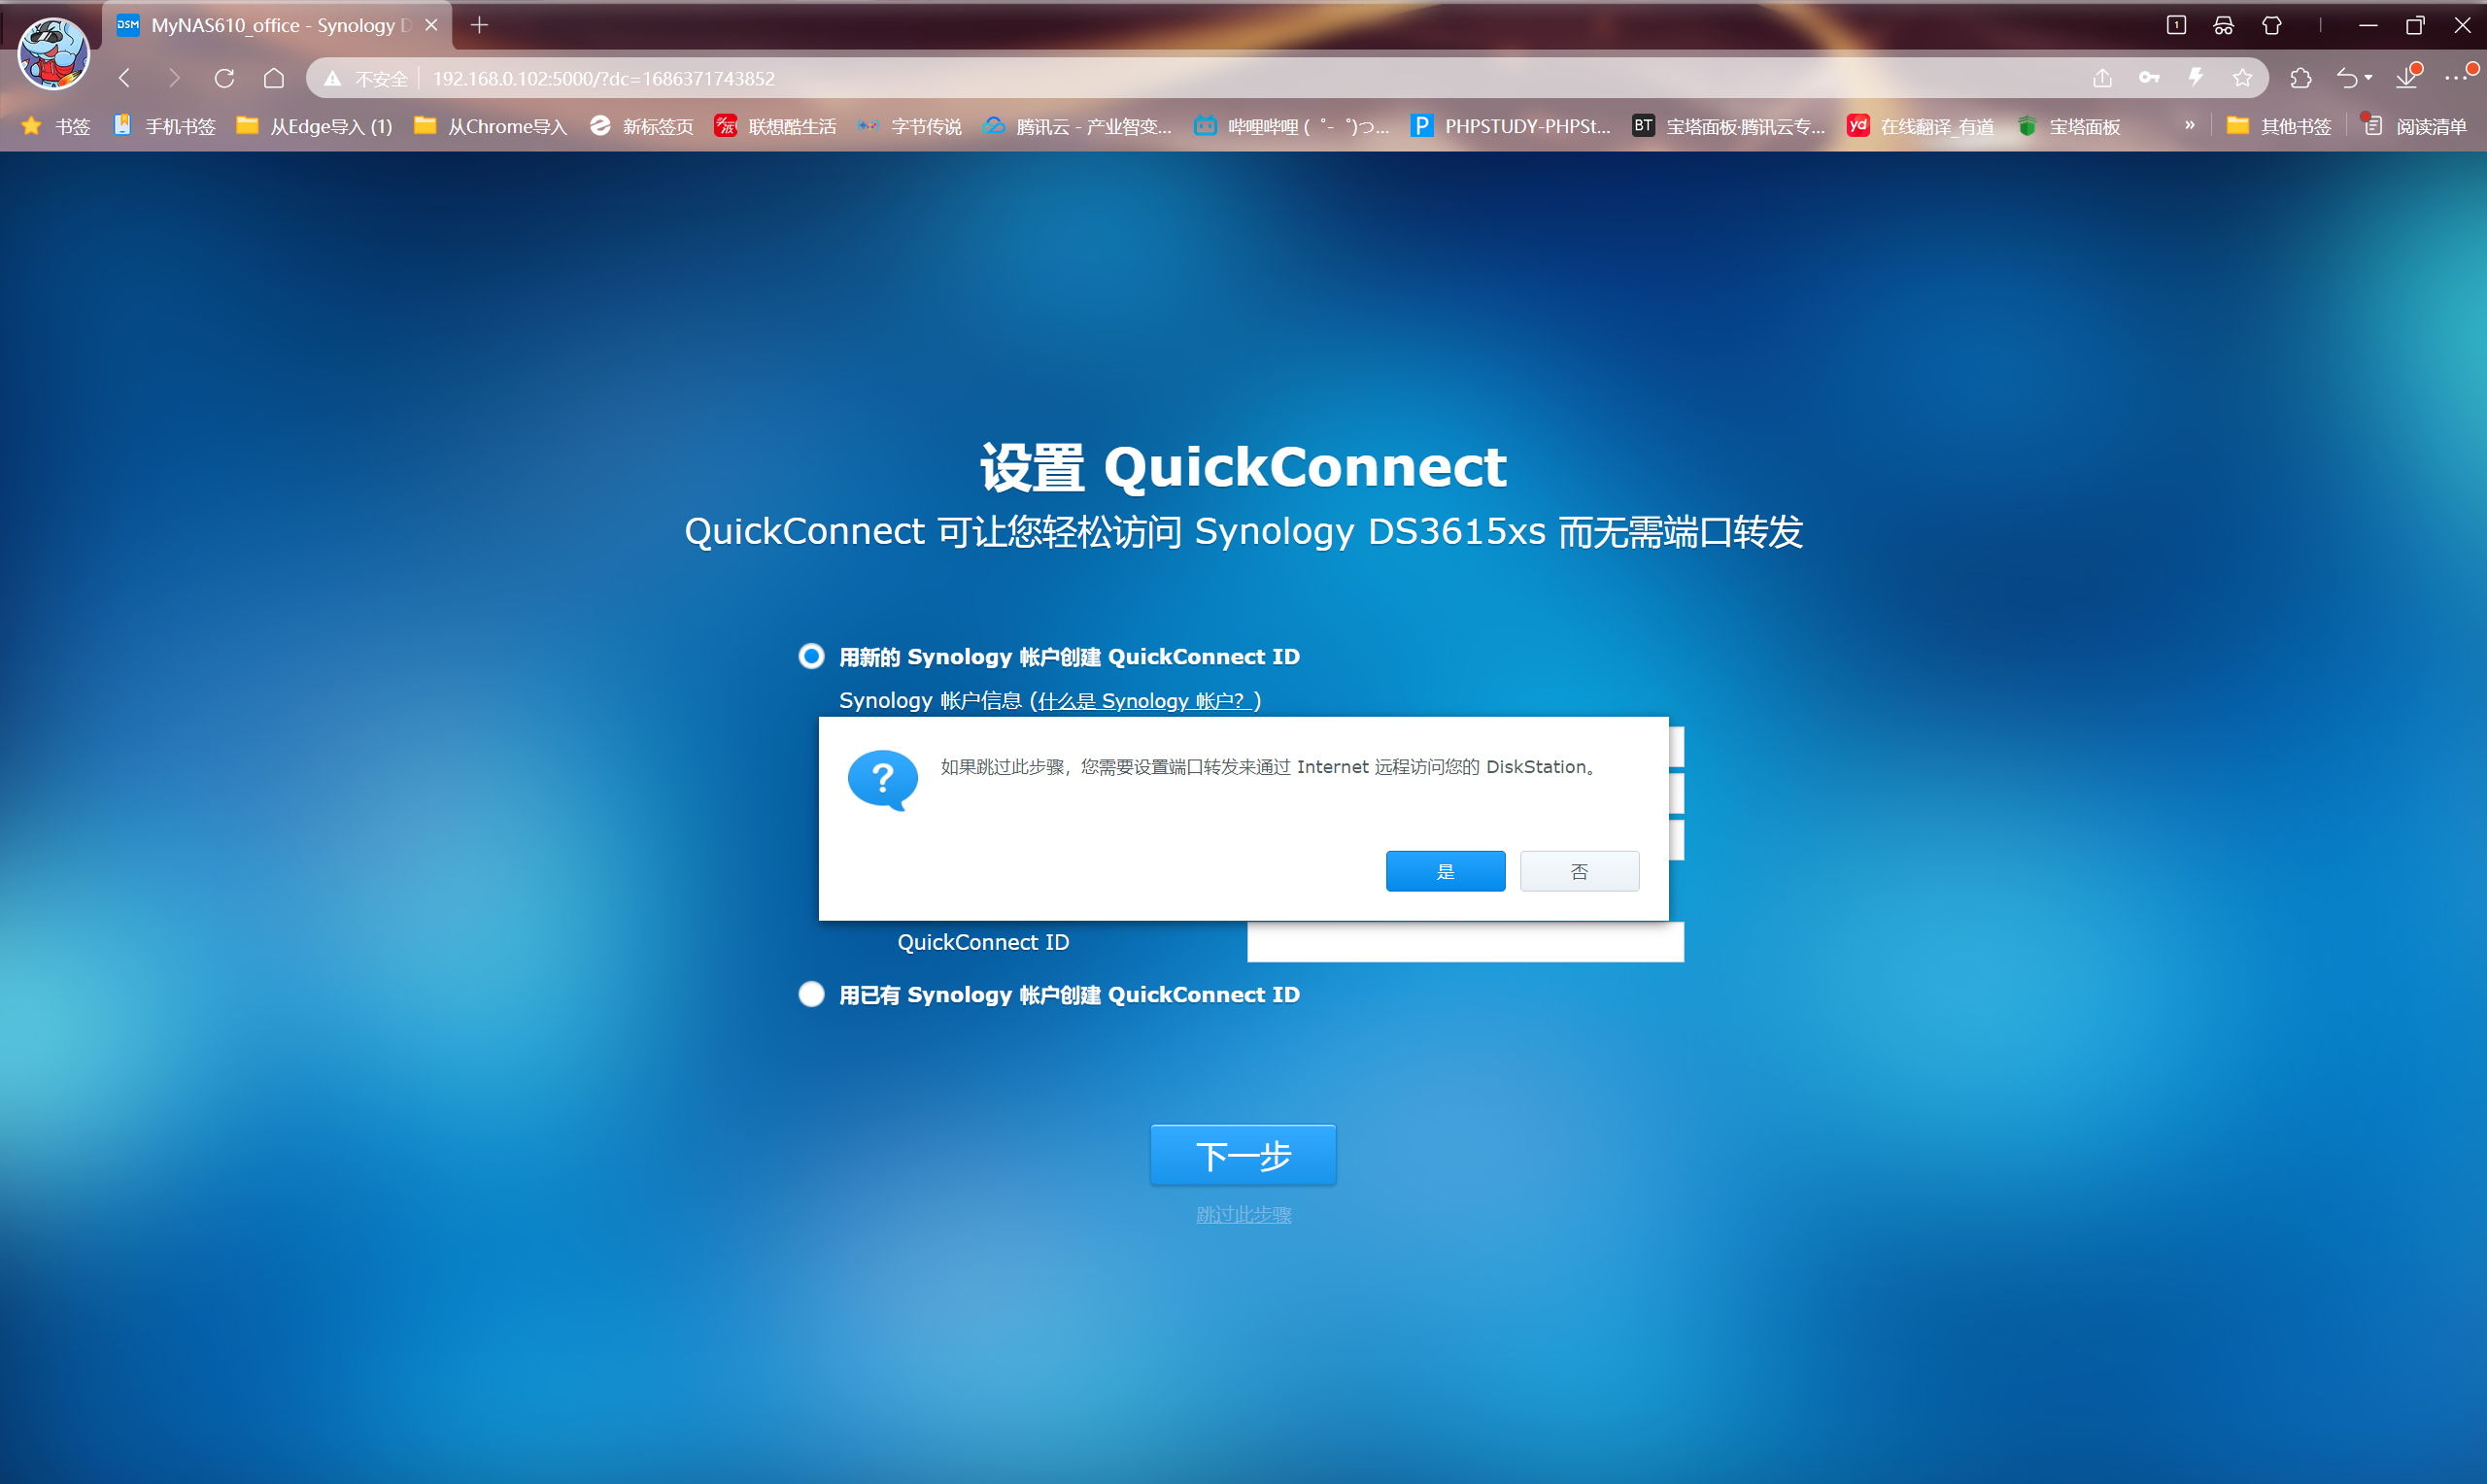 MyNAS610_office - Synology D
不安全 192.168.0.102:5000/?dc=1686371743852
书签 手机书签 从Edge导入 (1) 从Chrome导入 新标签页 联想酷生活 字节传说 腾讯云 - 产业智变... 哔哩哔哩 ( ゜- ゜)つ... PHPSTUDY-PHPSt... 宝塔面板·腾讯云专... 在线翻译_有道 宝塔面板 » 其他书签 阅读清单
设置 QuickConnect
QuickConnect 可让您轻松访问 Synology DS3615xs 而无需端口转发
用新的 Synology 帐户创建 QuickConnect ID
Synology 帐户信息 (什么是 Synology 帐户？)
如果跳过此步骤，您需要设置端口转发来通过 Internet 远程访问您的 DiskStation。
是 否
QuickConnect ID
用已有 Synology 帐户创建 QuickConnect ID
下一步
跳过此步骤